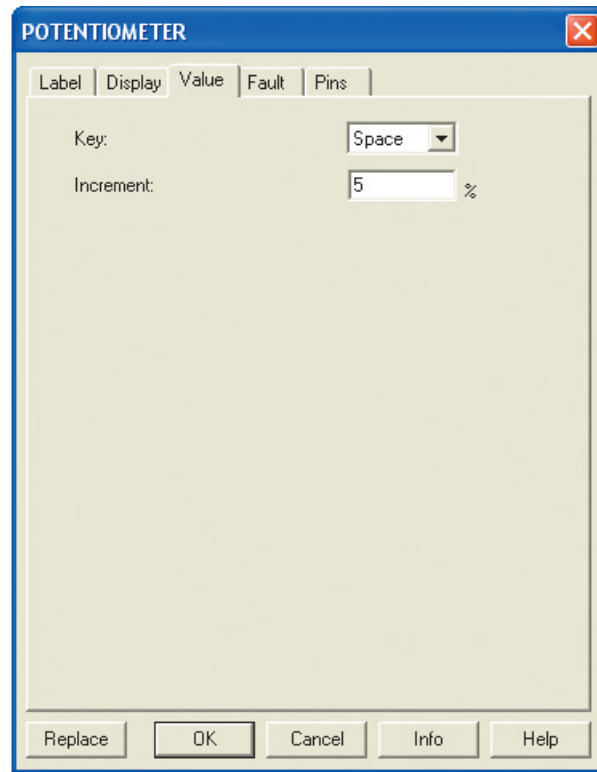 POTENTIOMETER
Label Display Value Fault Pins
Key: Space
Increment: 5 %
Replace OK Cancel Info Help